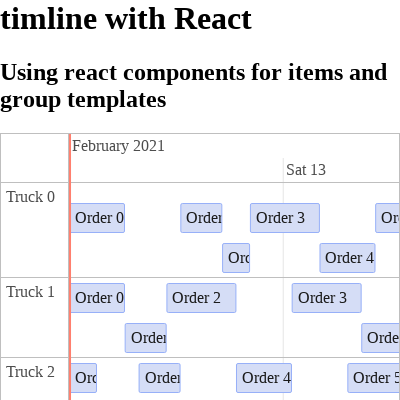 timline with React
Using react components for items and
group templates
February 2021
Sat 13
Truck 0
Order 0
Order
Order 3
Or
Ord
Order 4
Truck 1
Order 0
Order 2
Order 3
Order
Orde
Truck 2
Ord
Order
Order 4
Order 5